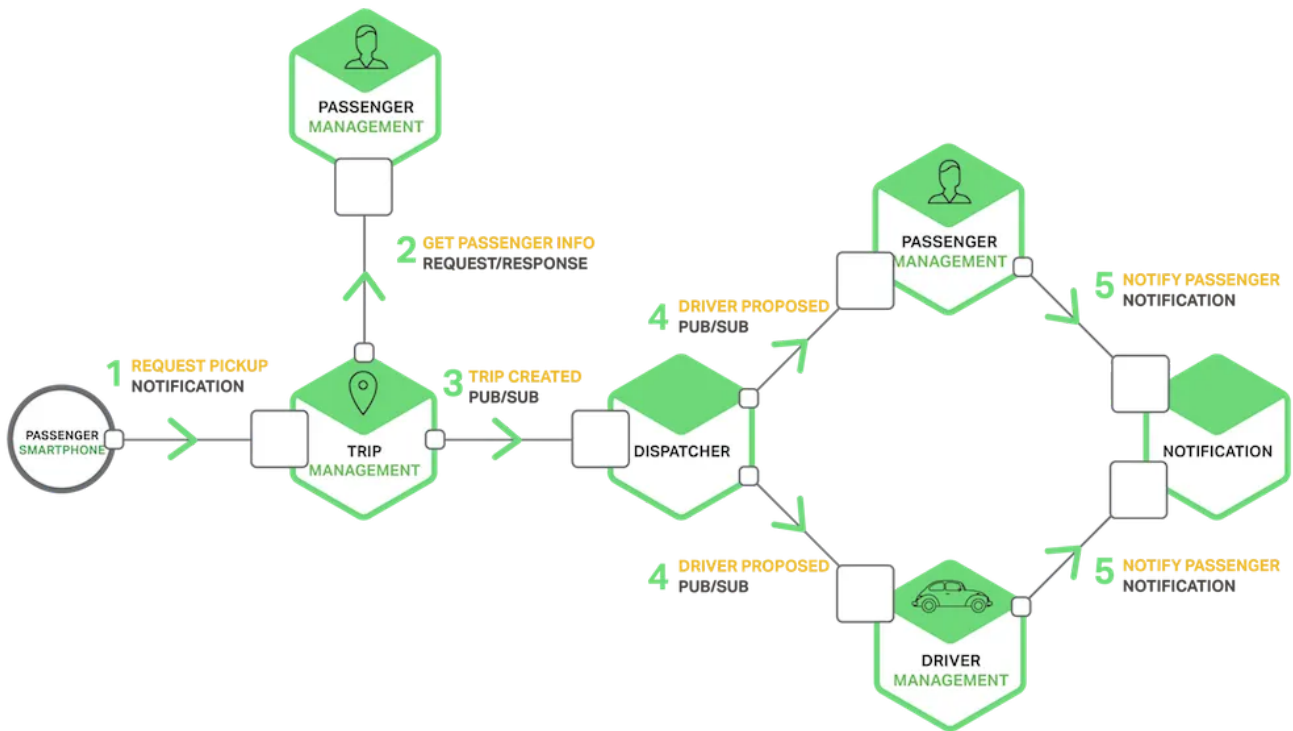 PASSENGER
MANAGEMENT
2 GET PASSENGER INFO
REQUEST/RESPONSE
1 REQUEST PICKUP
NOTIFICATION
PASSENGER
SMARTPHONE
TRIP
MANAGEMENT
3 TRIP CREATED
PUB/SUB
DISPATCHER
4 DRIVER PROPOSED
PUB/SUB
PASSENGER
MANAGEMENT
5 NOTIFY PASSENGER
NOTIFICATION
4 DRIVER PROPOSED
PUB/SUB
DRIVER
MANAGEMENT
5 NOTIFY PASSENGER
NOTIFICATION
NOTIFICATION